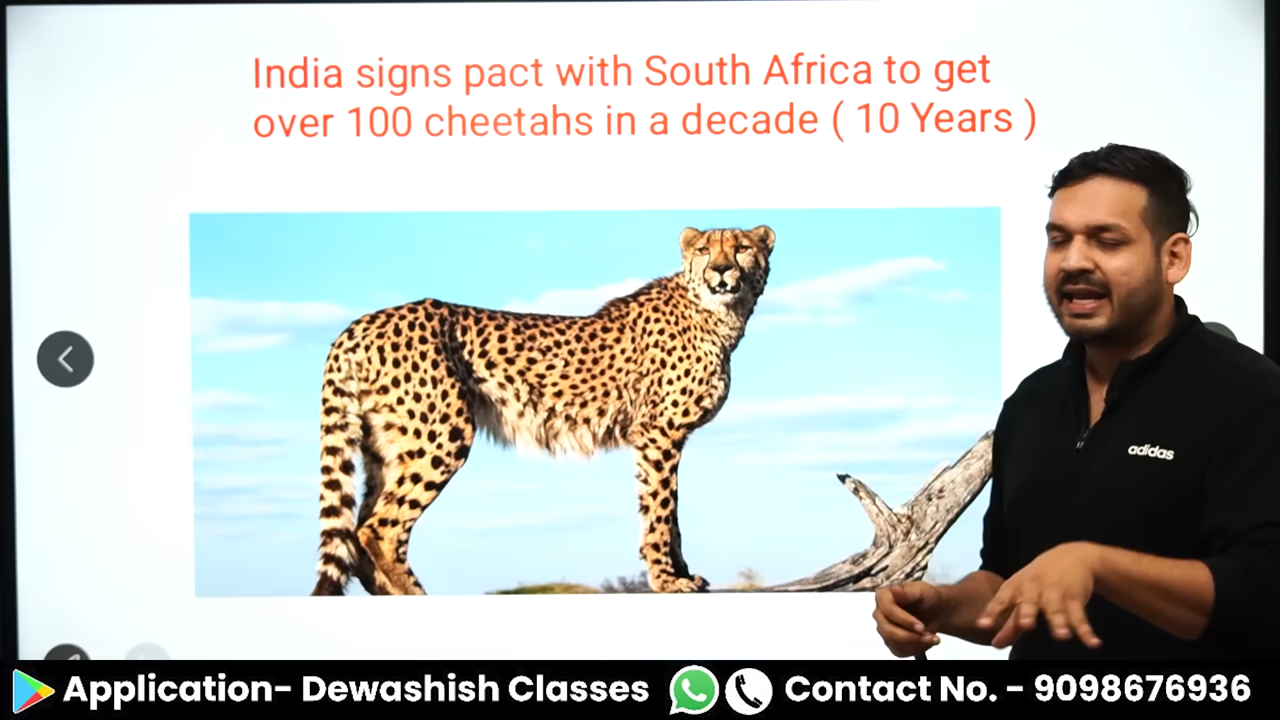 India signs pact with South Africa to get
over 100 cheetahs in a decade ( 10 Years )
adidas
Application- Dewashish Classes Contact No. - 9098676936